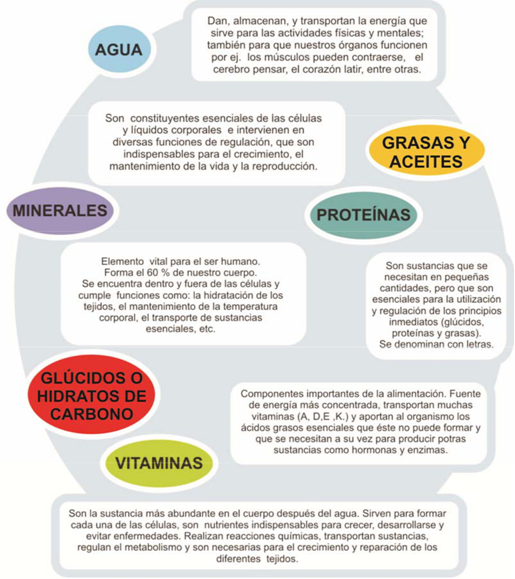 AGUA
Dan, almacenan, y transportan la energía que
sirve para las actividades físicas y mentales;
también para que nuestros órganos funcionen
por ej.  los músculos pueden contraerse,   el
cerebro pensar, el corazón latir, entre otras.
Son  constituyentes esenciales de las células
y líquidos corporales  e intervienen en
diversas funciones de regulación, que son
indispensables para el crecimiento, el
mantenimiento de la vida y la reproducción.
GRASAS Y
ACEITES
MINERALES
PROTEÍNAS
Elemento  vital para el ser humano.
Forma el 60 % de nuestro cuerpo.
Se encuentra dentro y fuera de las células y
cumple  funciones como: la hidratación de los
tejidos, el mantenimiento de la temperatura
corporal, el transporte de sustancias
esenciales, etc.
Son sustancias que se
necesitan en pequeñas
cantidades, pero que son
esenciales para la utilización
y regulación de los principios
inmediatos (glúcidos,
proteínas y grasas).
Se denominan con letras.
GLÚCIDOS O
HIDRATOS DE
CARBONO
Componentes importantes de la alimentación. Fuente
de energía más concentrada, transportan muchas
vitaminas (A, D,E ,K.) y aportan al organismo los
ácidos grasos esenciales que éste no puede formar y
que se necesitan a su vez para producir potras
sustancias como hormonas y enzimas.
VITAMINAS
Son la sustancia más abundante en el cuerpo después del agua. Sirven para formar
cada una de las células, son  nutrientes indispensables para crecer, desarrollarse y
evitar enfermedades. Realizan reacciones químicas, transportan sustancias,
regulan el metabolismo y son necesarias para el crecimiento y reparación de los
diferentes  tejidos.